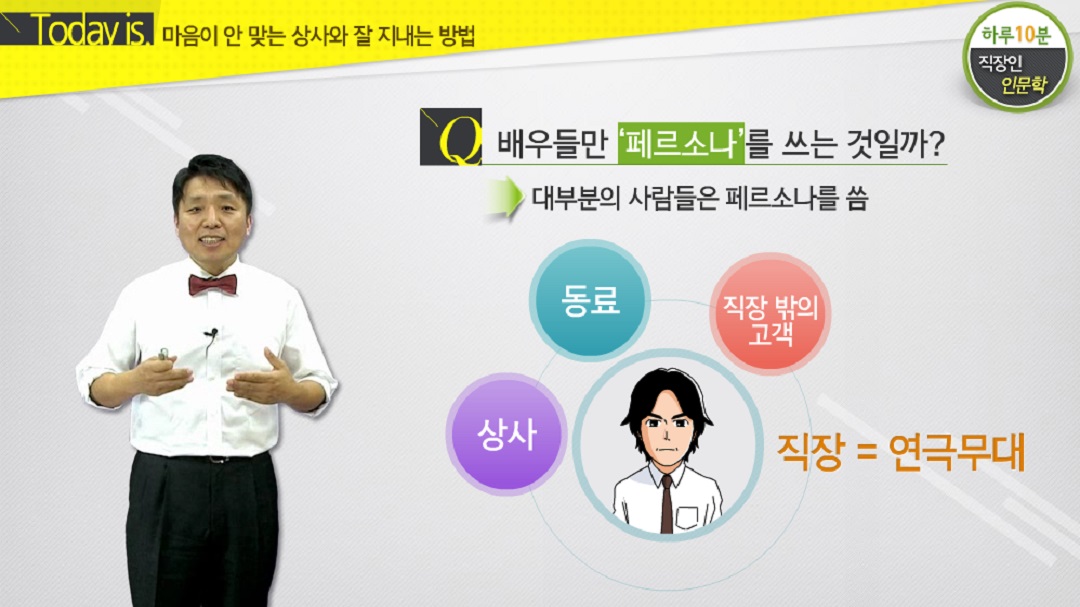 Today is. 마음이 안 맞는 상사와 잘 지내는 방법
하루10분
직장인
인문학
Q 배우들만 ‘페르소나’를 쓰는 것일까?
대부분의 사람들은 페르소나를 씀
동료
직장 밖의
고객
상사
직장 = 연극무대